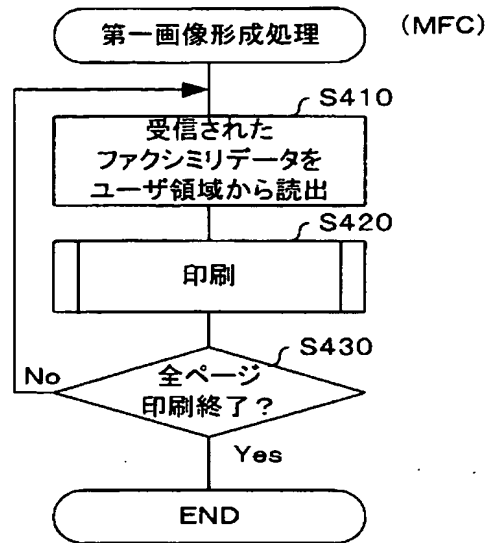 第一画像形成処理
(MFC)
S410
受信された
ファクシミリデータを
ユーザ領域から読出
S420
印刷
S430
全ページ
印刷終了？
No
Yes
END